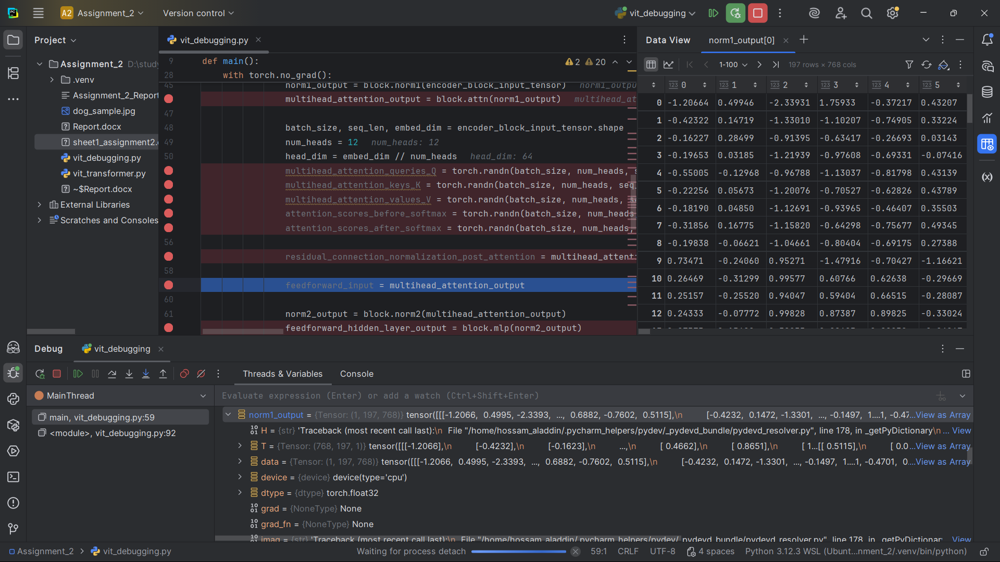 A2 Assignment_2 Version control vit_debugging
Project
Assignment_2 D:\study
.venv
Assignment_2_Report
dog_sample.jpg
Report.docx
sheet1_assignment2.
vit_debugging.py
vit_transformer.py
~$Report.docx
External Libraries
Scratches and Consoles
vit_debugging.py
9 def main():
2 20
28 with torch.no_grad():
45 norm1_output = block.norm1(encoder_block_input_tensor) norm1_outpu
multihead_attention_output = block.attn(norm1_output) multihead_at
47
48 batch_size, seq_len, embed_dim = encoder_block_input_tensor.shape
49 num_heads = 12 num_heads: 12
50 head_dim = embed_dim // num_heads head_dim: 64
multihead_attention_queries_Q = torch.randn(batch_size, num_heads, s
multihead_attention_keys_K = torch.randn(batch_size, num_heads, seq_
multihead_attention_values_V = torch.randn(batch_size, num_heads, se
attention_scores_before_softmax = torch.randn(batch_size, num_heads
attention_scores_after_softmax = torch.randn(batch_size, num_heads,
56
residual_connection_normalization_post_attention = multihead_attenti
58
feedforward_input = multihead_attention_output
60
61 norm2_output = block.norm2(multihead_attention_output)
feedforward_hidden_layer_output = block.mlp(norm2_output)
Data View norm1_output[0]
1-100 197 rows × 768 cols
123 0 123 1 123 2 123 3 123 4 123 5
0 -1.20664 0.49946 -2.33931 1.75933 -0.37217 0.43207
1 -0.42322 0.14719 -1.33010 -1.10207 -0.74905 0.33224
2 -0.16227 0.28499 -0.91395 -0.63417 -0.26693 0.03143
3 -0.19653 0.03185 -1.21939 -0.97608 -0.69331 -0.07416
4 -0.55005 -0.12968 -0.96788 -1.13037 -0.81798 0.43139
5 -0.22256 0.05673 -1.20076 -0.70527 -0.62826 0.43789
6 -0.18190 0.04850 -1.12691 -0.93965 -0.46407 0.35503
7 -0.31856 0.16775 -1.15820 -0.64298 -0.75677 0.49345
8 -0.19838 -0.06621 -1.04661 -0.80404 -0.69175 0.27388
9 0.73471 -0.24060 0.95271 -1.47916 -0.70427 -1.16621
10 0.26469 -0.31299 0.99577 0.60766 0.62638 -0.29669
11 0.25157 -0.25520 0.94047 0.59404 0.66515 -0.28087
12 0.24333 -0.07772 0.99828 0.87387 0.89825 -0.33024
Debug vit_debugging
Threads & Variables Console
MainThread
main, vit_debugging.py:59
<module>, vit_debugging.py:92
Evaluate expression (Enter) or add a watch (Ctrl+Shift+Enter)
norm1_output = {Tensor: (1, 197, 768)} tensor([[[-1.2066, 0.4995, -2.3393, ..., 0.6882, -0.7602, 0.5115],\n [-0.4232, 0.1472, -1.3301, ..., -0.1497, 1....1, -0.47...View as Array
H = {str} 'Traceback (most recent call last):\n File "/home/hossam_aladdin/.pycharm_helpers/pydev/_pydevd_bundle/pydevd_resolver.py", line 178, in _getPyDictionary\n ... View
T = {Tensor: (768, 197, 1)} tensor([[[-1.2066],\n [-0.4232],\n [-0.1623],\n ...,\n [ 0.4662],\n [ 0.8651],\n [ 1...[[ 0.5115],\n [ 0.0...View as Array
data = {Tensor: (1, 197, 768)} tensor([[[-1.2066, 0.4995, -2.3393, ..., 0.6882, -0.7602, 0.5115],\n [-0.4232, 0.1472, -1.3301, ..., -0.1497, 1....1, -0.4701, 0....View as Array
device = {device} device(type='cpu')
dtype = {dtype} torch.float32
grad = {NoneType} None
grad_fn = {NoneType} None
imag = {str} 'Traceback (most recent call last):\n File "/home/hossam_aladdin/.pycharm_helpers/pydev/_pydevd_bundle/pydevd_resolver.py", line 178, in _getPyDictionary View
Assignment_2 > vit_debugging.py
Waiting for process detach 59:1 CRLF UTF-8 4 spaces Python 3.12.3 WSL (Ubunt...nment_2/.venv/bin/python)